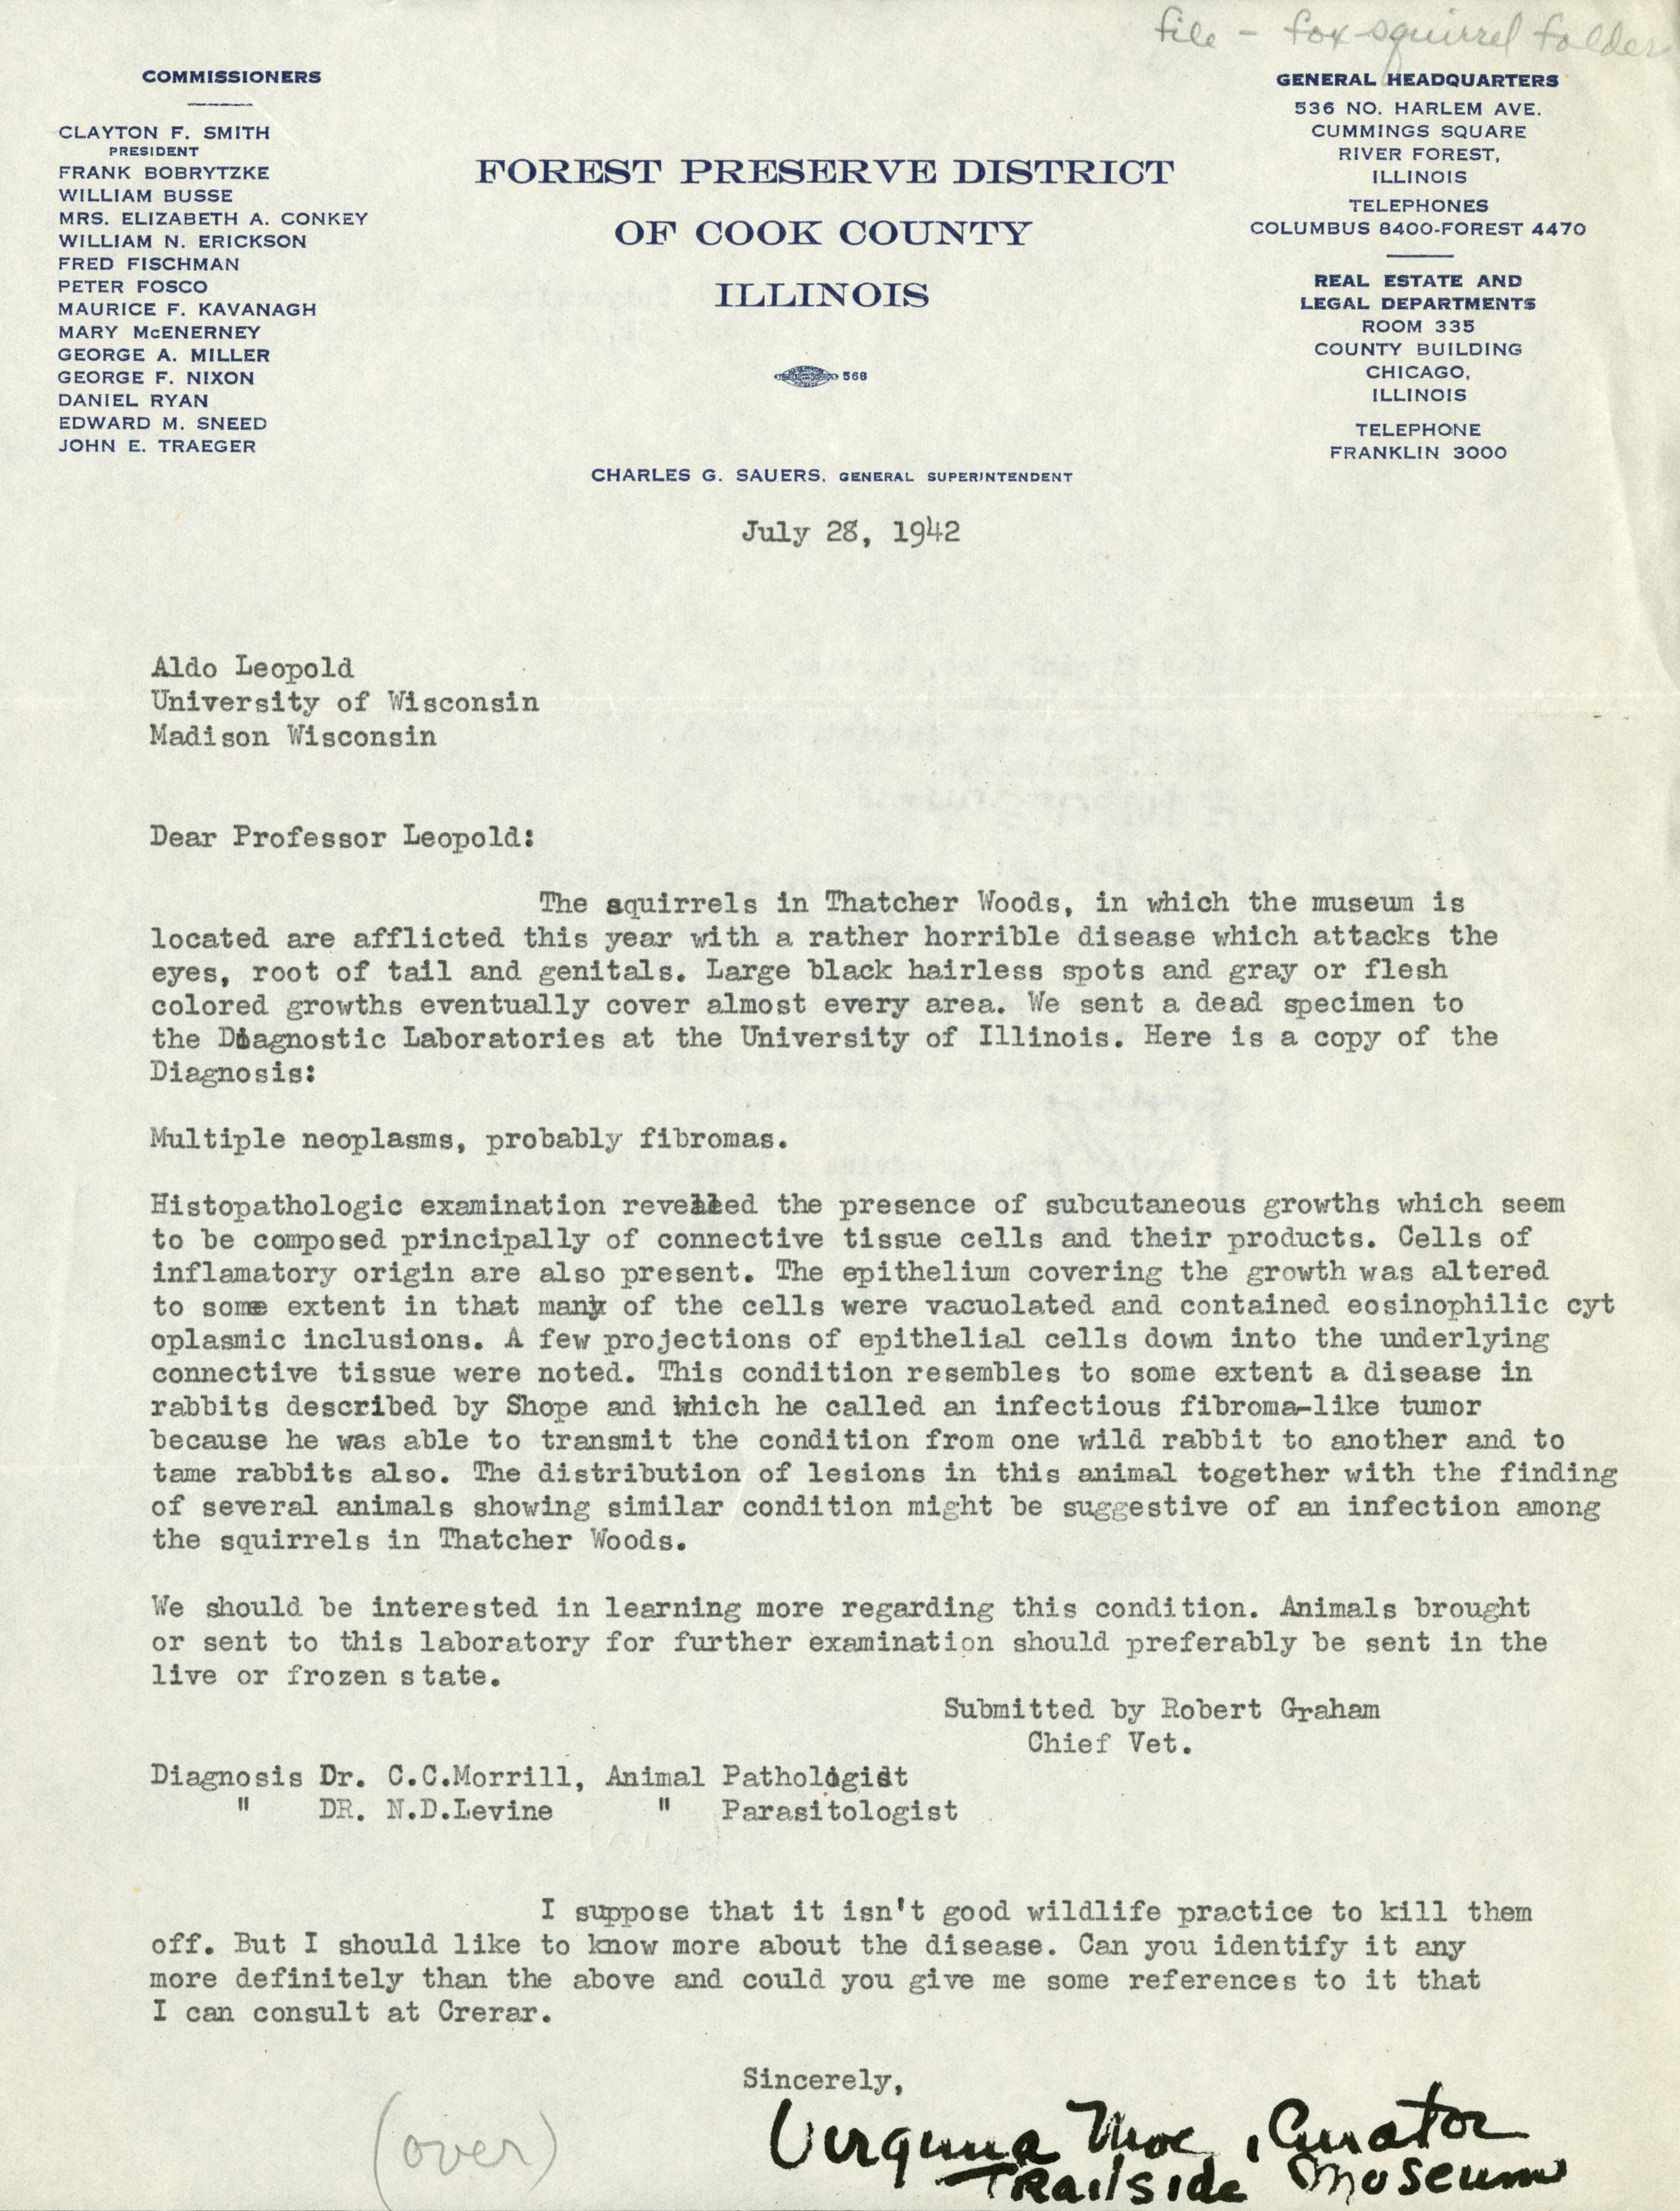 file - fox squirrel folder
COMMISSIONERS
CLAYTON F. SMITH
PRESIDENT
FRANK BOBRYTZKE
WILLIAM BUSSE
MRS. ELIZABETH A. CONKEY
WILLIAM N. ERICKSON
FRED FISCHMAN
PETER FOSCO
MAURICE F. KAVANAGH
MARY McENERNEY
GEORGE A. MILLER
GEORGE F. NIXON
DANIEL RYAN
EDWARD M. SNEED
JOHN E. TRAEGER
FOREST PRESERVE DISTRICT
OF COOK COUNTY
ILLINOIS
568
CHARLES G. SAUERS, GENERAL SUPERINTENDENT
GENERAL HEADQUARTERS
536 NO. HARLEM AVE.
CUMMINGS SQUARE
RIVER FOREST,
ILLINOIS
TELEPHONES
COLUMBUS 8400-FOREST 4470
REAL ESTATE AND
LEGAL DEPARTMENTS
ROOM 335
COUNTY BUILDING
CHICAGO,
ILLINOIS
TELEPHONE
FRANKLIN 3000
July 28, 1942
Aldo Leopold
University of Wisconsin
Madison Wisconsin
Dear Professor Leopold:
The squirrels in Thatcher Woods, in which the museum is
located are afflicted this year with a rather horrible disease which attacks the
eyes, root of tail and genitals. Large black hairless spots and gray or flesh
colored growths eventually cover almost every area. We sent a dead specimen to
the Diagnostic Laboratories at the University of Illinois. Here is a copy of the
Diagnosis:
Multiple neoplasms, probably fibromas.
Histopathologic examination revealed the presence of subcutaneous growths which seem
to be composed principally of connective tissue cells and their products. Cells of
inflamatory origin are also present. The epithelium covering the growth was altered
to some extent in that many of the cells were vacuolated and contained eosinophilic cyt
oplasmic inclusions. A few projections of epithelial cells down into the underlying
connective tissue were noted. This condition resembles to some extent a disease in
rabbits described by Shope and which he called an infectious fibroma-like tumor
because he was able to transmit the condition from one wild rabbit to another and to
tame rabbits also. The distribution of lesions in this animal together with the finding
of several animals showing similar condition might be suggestive of an infection among
the squirrels in Thatcher Woods.
We should be interested in learning more regarding this condition. Animals brought
or sent to this laboratory for further examination should preferably be sent in the
live or frozen state.
Submitted by Robert Graham
Chief Vet.
Diagnosis Dr. C.C.Morrill, Animal Pathologist
" DR. N.D.Levine " Parasitologist
I suppose that it isn't good wildlife practice to kill them
off. But I should like to know more about the disease. Can you identify it any
more definitely than the above and could you give me some references to it that
I can consult at Crerar.
Sincerely,
Virginia Moe, Curator
Trailside Museum
(over)